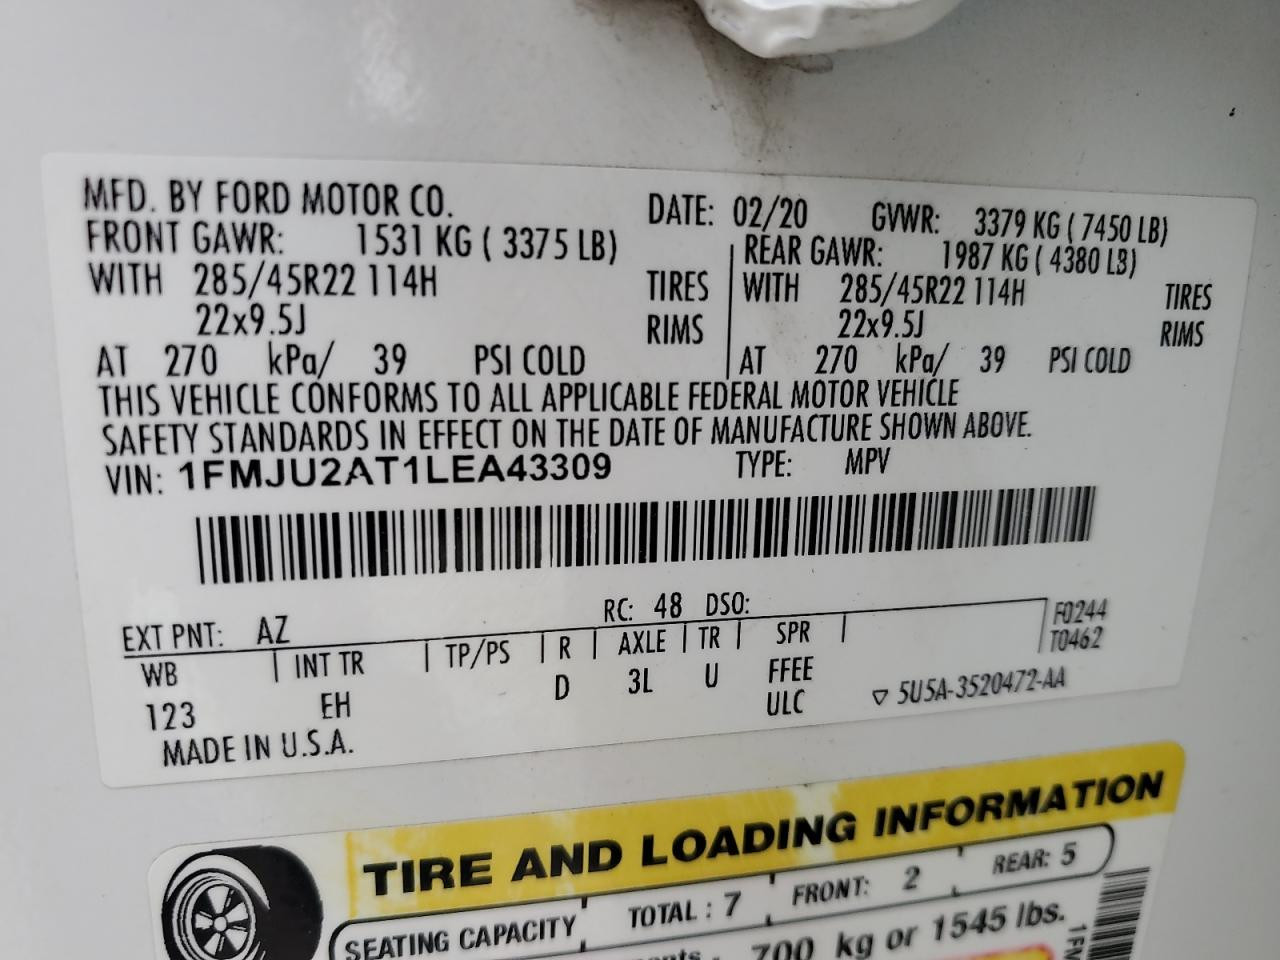 MFD. BY FORD MOTOR CO. DATE: 02/20 GVWR: 3379 KG ( 7450 LB)
FRONT GAWR: 1531 KG ( 3375 LB) REAR GAWR: 1987 KG ( 4380 LB)
WITH 285/45R22 114H TIRES WITH 285/45R22 114H TIRES
22x9.5J RIMS 22x9.5J RIMS
AT 270 kPa/ 39 PSI COLD AT 270 kPa/ 39 PSI COLD
THIS VEHICLE CONFORMS TO ALL APPLICABLE FEDERAL MOTOR VEHICLE
SAFETY STANDARDS IN EFFECT ON THE DATE OF MANUFACTURE SHOWN ABOVE.
VIN: 1FMJU2AT1LEA43309 TYPE: MPV
EXT PNT: AZ RC: 48 DSO: F0244
WB INT TR TP/PS R AXLE TR SPR T0462
123 EH D 3L U FFEE
ULC ▽ 5U5A-3520472-AA
MADE IN U.S.A.
TIRE AND LOADING INFORMATION
SEATING CAPACITY TOTAL : 7 FRONT: 2 REAR: 5
700 kg or 1545 lbs.